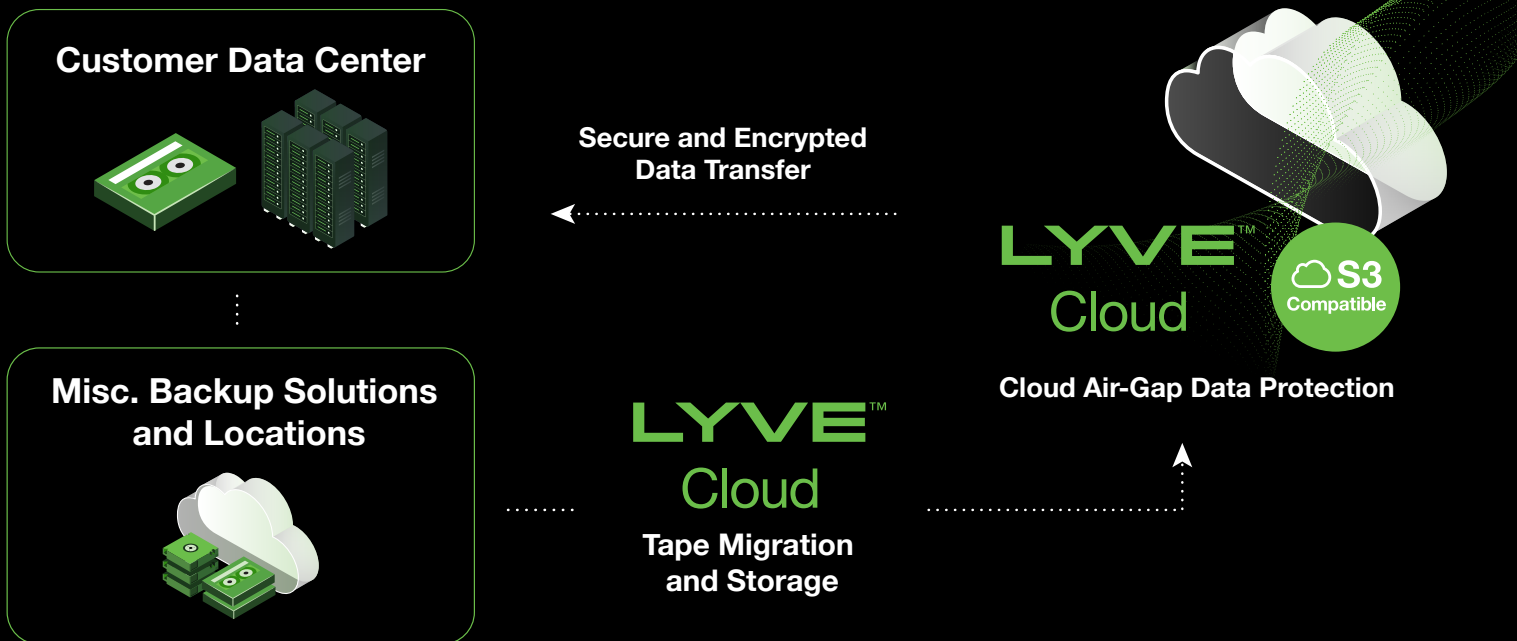 Customer Data Center
Secure and Encrypted
Data Transfer
LYVE™
Cloud
S3
Compatible
Cloud Air-Gap Data Protection
Misc. Backup Solutions
and Locations
LYVE™
Cloud
Tape Migration
and Storage